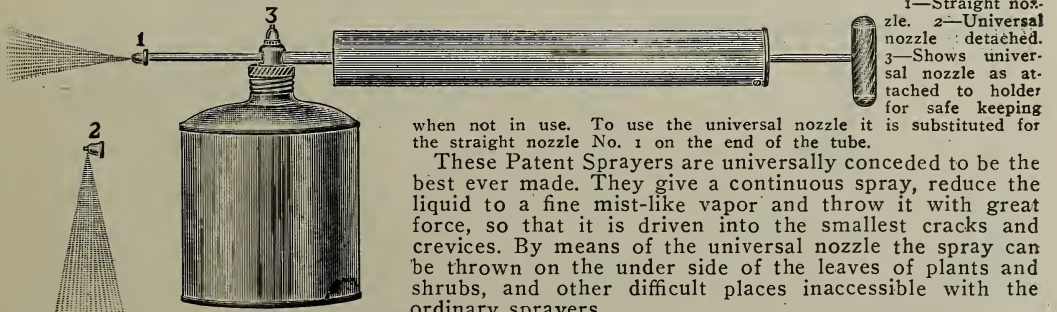 3
1
2
1—Straight noz-
zle. 2—Universal
nozzle detached.
3—Shows univer-
sal nozzle as at-
tached to holder
for safe keeping
when not in use. To use the universal nozzle it is substituted for
the straight nozzle No. 1 on the end of the tube.
These Patent Sprayers are universally conceded to be the
best ever made. They give a continuous spray, reduce the
liquid to a fine mist-like vapor and throw it with great
force, so that it is driven into the smallest cracks and
crevices. By means of the universal nozzle the spray can
be thrown on the under side of the leaves of plants and
shrubs, and other difficult places inaccessible with the
ordinary sprayers